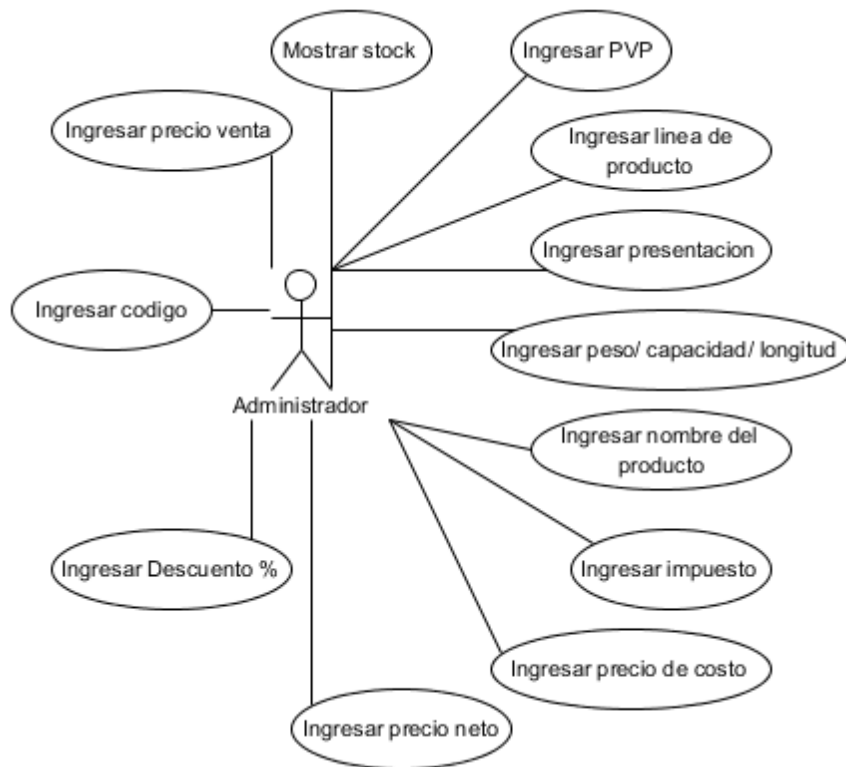 Mostrar stock
Ingresar PVP
Ingresar precio venta
Ingresar linea de
producto
Ingresar presentacion
Ingresar codigo
Ingresar peso/ capacidad/ longitud
Administrador
Ingresar nombre del
producto
Ingresar Descuento %
Ingresar impuesto
Ingresar precio de costo
Ingresar precio neto